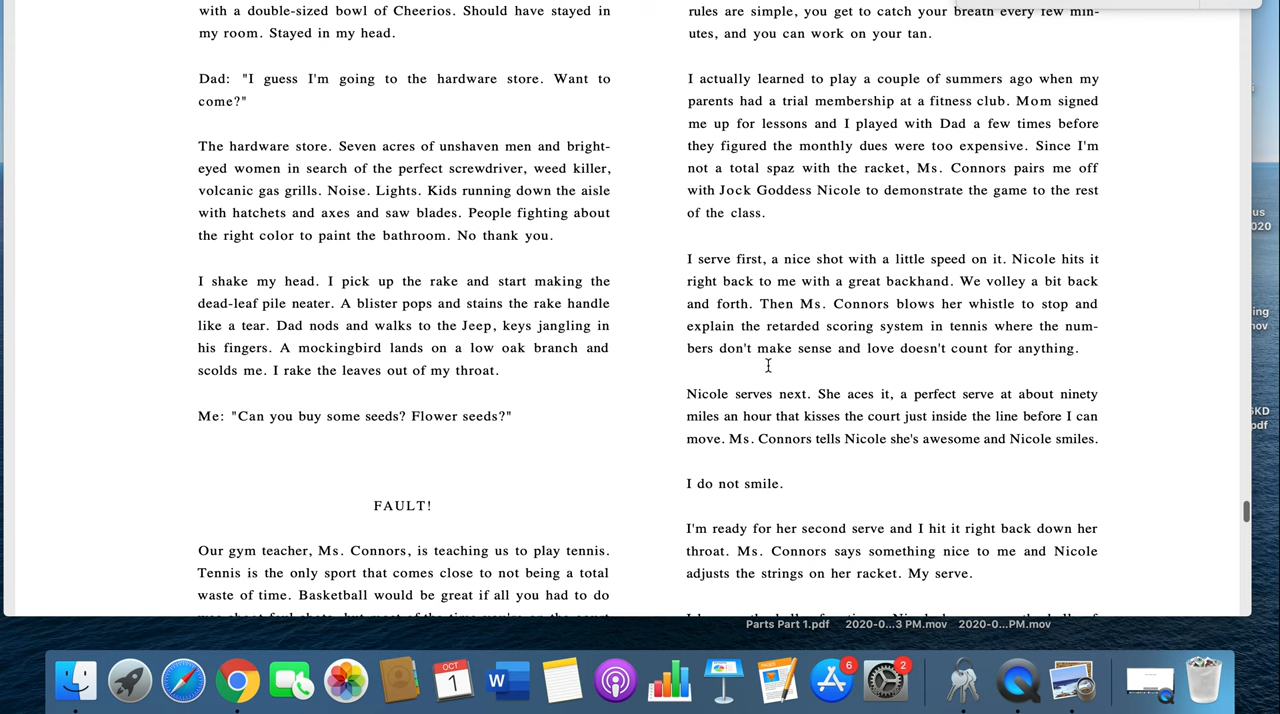 with a double-sized bowl of Cheerios. Should have stayed in
my room. Stayed in my head.
Dad: "I guess I'm going to the hardware store. Want to
come?"
The hardware store. Seven acres of unshaven men and bright-
eyed women in search of the perfect screwdriver, weed killer,
volcanic gas grills. Noise. Lights. Kids running down the aisle
with hatchets and axes and saw blades. People fighting about
the right color to paint the bathroom. No thank you.
I shake my head. I pick up the rake and start making the
dead-leaf pile neater. A blister pops and stains the rake handle
like a tear. Dad nods and walks to the Jeep, keys jangling in
his fingers. A mockingbird lands on a low oak branch and
scolds me. I rake the leaves out of my throat.
Me: "Can you buy some seeds? Flower seeds?"
FAULT!
Our gym teacher, Ms. Connors, is teaching us to play tennis.
Tennis is the only sport that comes close to not being a total
waste of time. Basketball would be great if all you had to do
rules are simple, you get to catch your breath every few min-
utes, and you can work on your tan.
I actually learned to play a couple of summers ago when my
parents had a trial membership at a fitness club. Mom signed
me up for lessons and I played with Dad a few times before
they figured the monthly dues were too expensive. Since I'm
not a total spaz with the racket, Ms. Connors pairs me off
with Jock Goddess Nicole to demonstrate the game to the rest
of the class.
I serve first, a nice shot with a little speed on it. Nicole hits it
right back to me with a great backhand. We volley a bit back
and forth. Then Ms. Connors blows her whistle to stop and
explain the retarded scoring system in tennis where the num-
bers don't make sense and love doesn't count for anything.
Nicole serves next. She aces it, a perfect serve at about ninety
miles an hour that kisses the court just inside the line before I can
move. Ms. Connors tells Nicole she's awesome and Nicole smiles.
I do not smile.
I'm ready for her second serve and I hit it right back down her
throat. Ms. Connors says something nice to me and Nicole
adjusts the strings on her racket. My serve.
us
020
ing
mov
6KD
pdf
Parts Part 1.pdf
2020-0...3 PM.mov
2020-0...PM.mov
OCT
1
W
PAGES
6
2